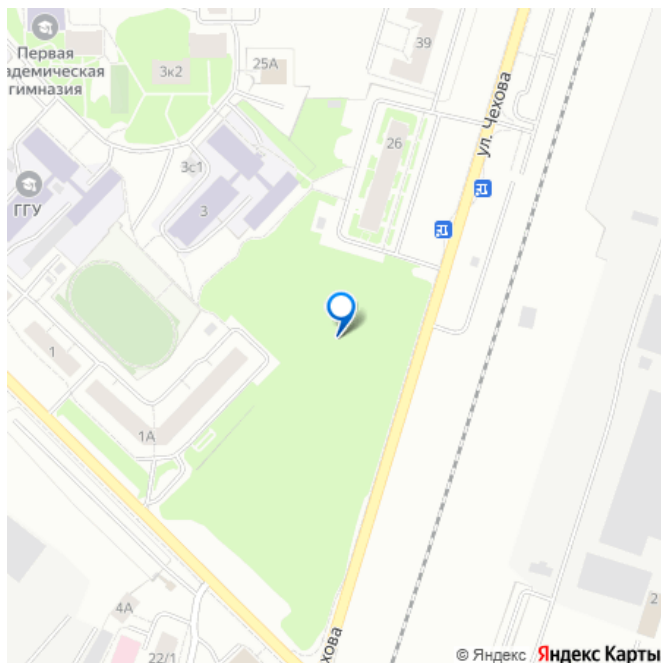 39
Первая
адемическая
гимназия
3к2
25А
ул. Чехова
26
3с1
3
ГГУ
1
1А
4А
22/1
хова
2
© Яндекс Яндекс Карты